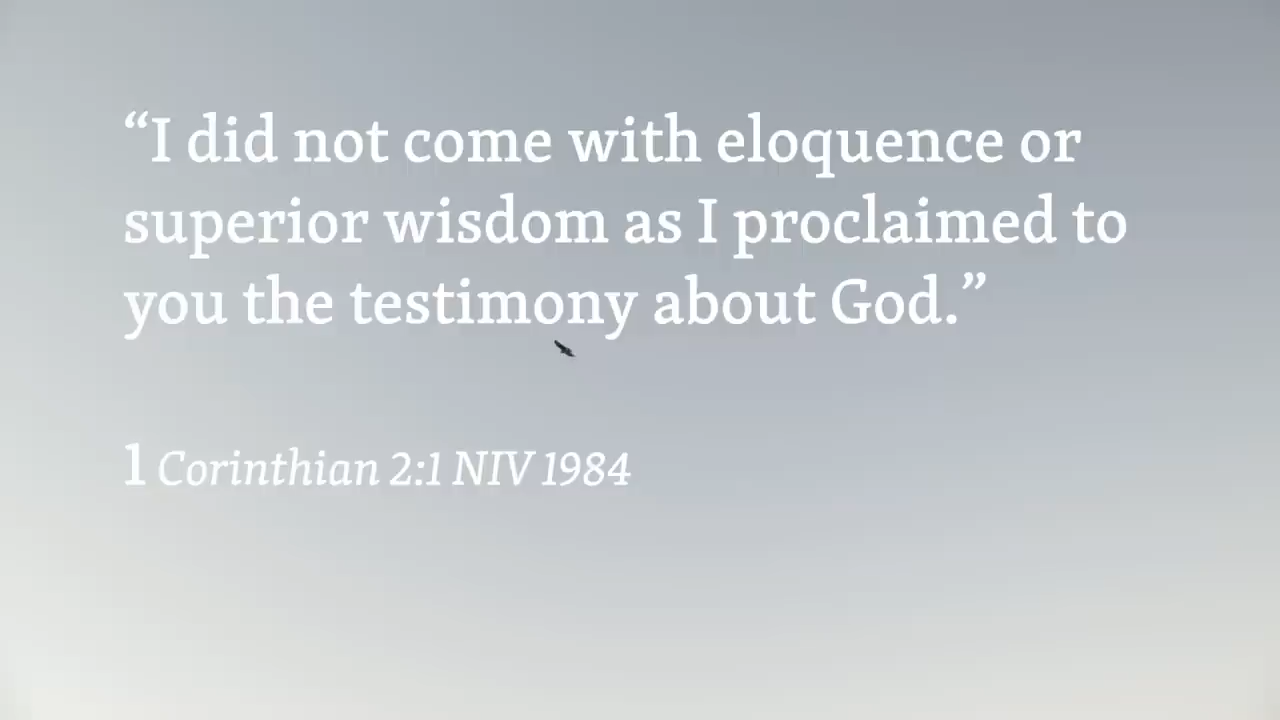 “I did not come with eloquence or
superior wisdom as I proclaimed to
you the testimony about God.”
1 Corinthian 2:1 NIV 1984